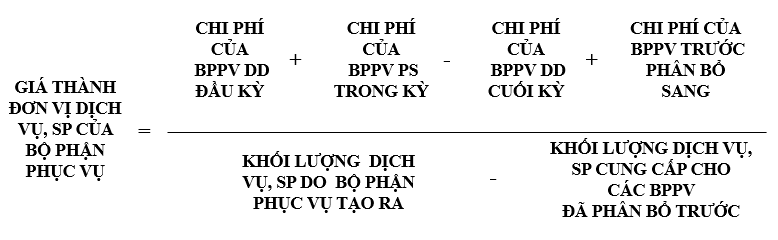 GIÁ THÀNH
ĐƠN VỊ DỊCH
VỤ, SP CỦA
BỘ PHẬN
PHỤC VỤ
=
CHI PHÍ
CỦA
BPPV DD
ĐẦU KỲ
+
CHI PHÍ
CỦA
BPPV PS
TRONG KỲ
-
CHI PHÍ
CỦA
BPPV DD
CUỐI KỲ
+
CHI PHÍ CỦA
BPPV TRƯỚC
PHÂN BỔ
SANG
KHỐI LƯỢNG DỊCH
VỤ, SP DO BỘ PHẬN
PHỤC VỤ TẠO RA
-
KHỐI LƯỢNG DỊCH VỤ,
SP CUNG CẤP CHO
CÁC BPPV
ĐÃ PHÂN BỔ TRƯỚC